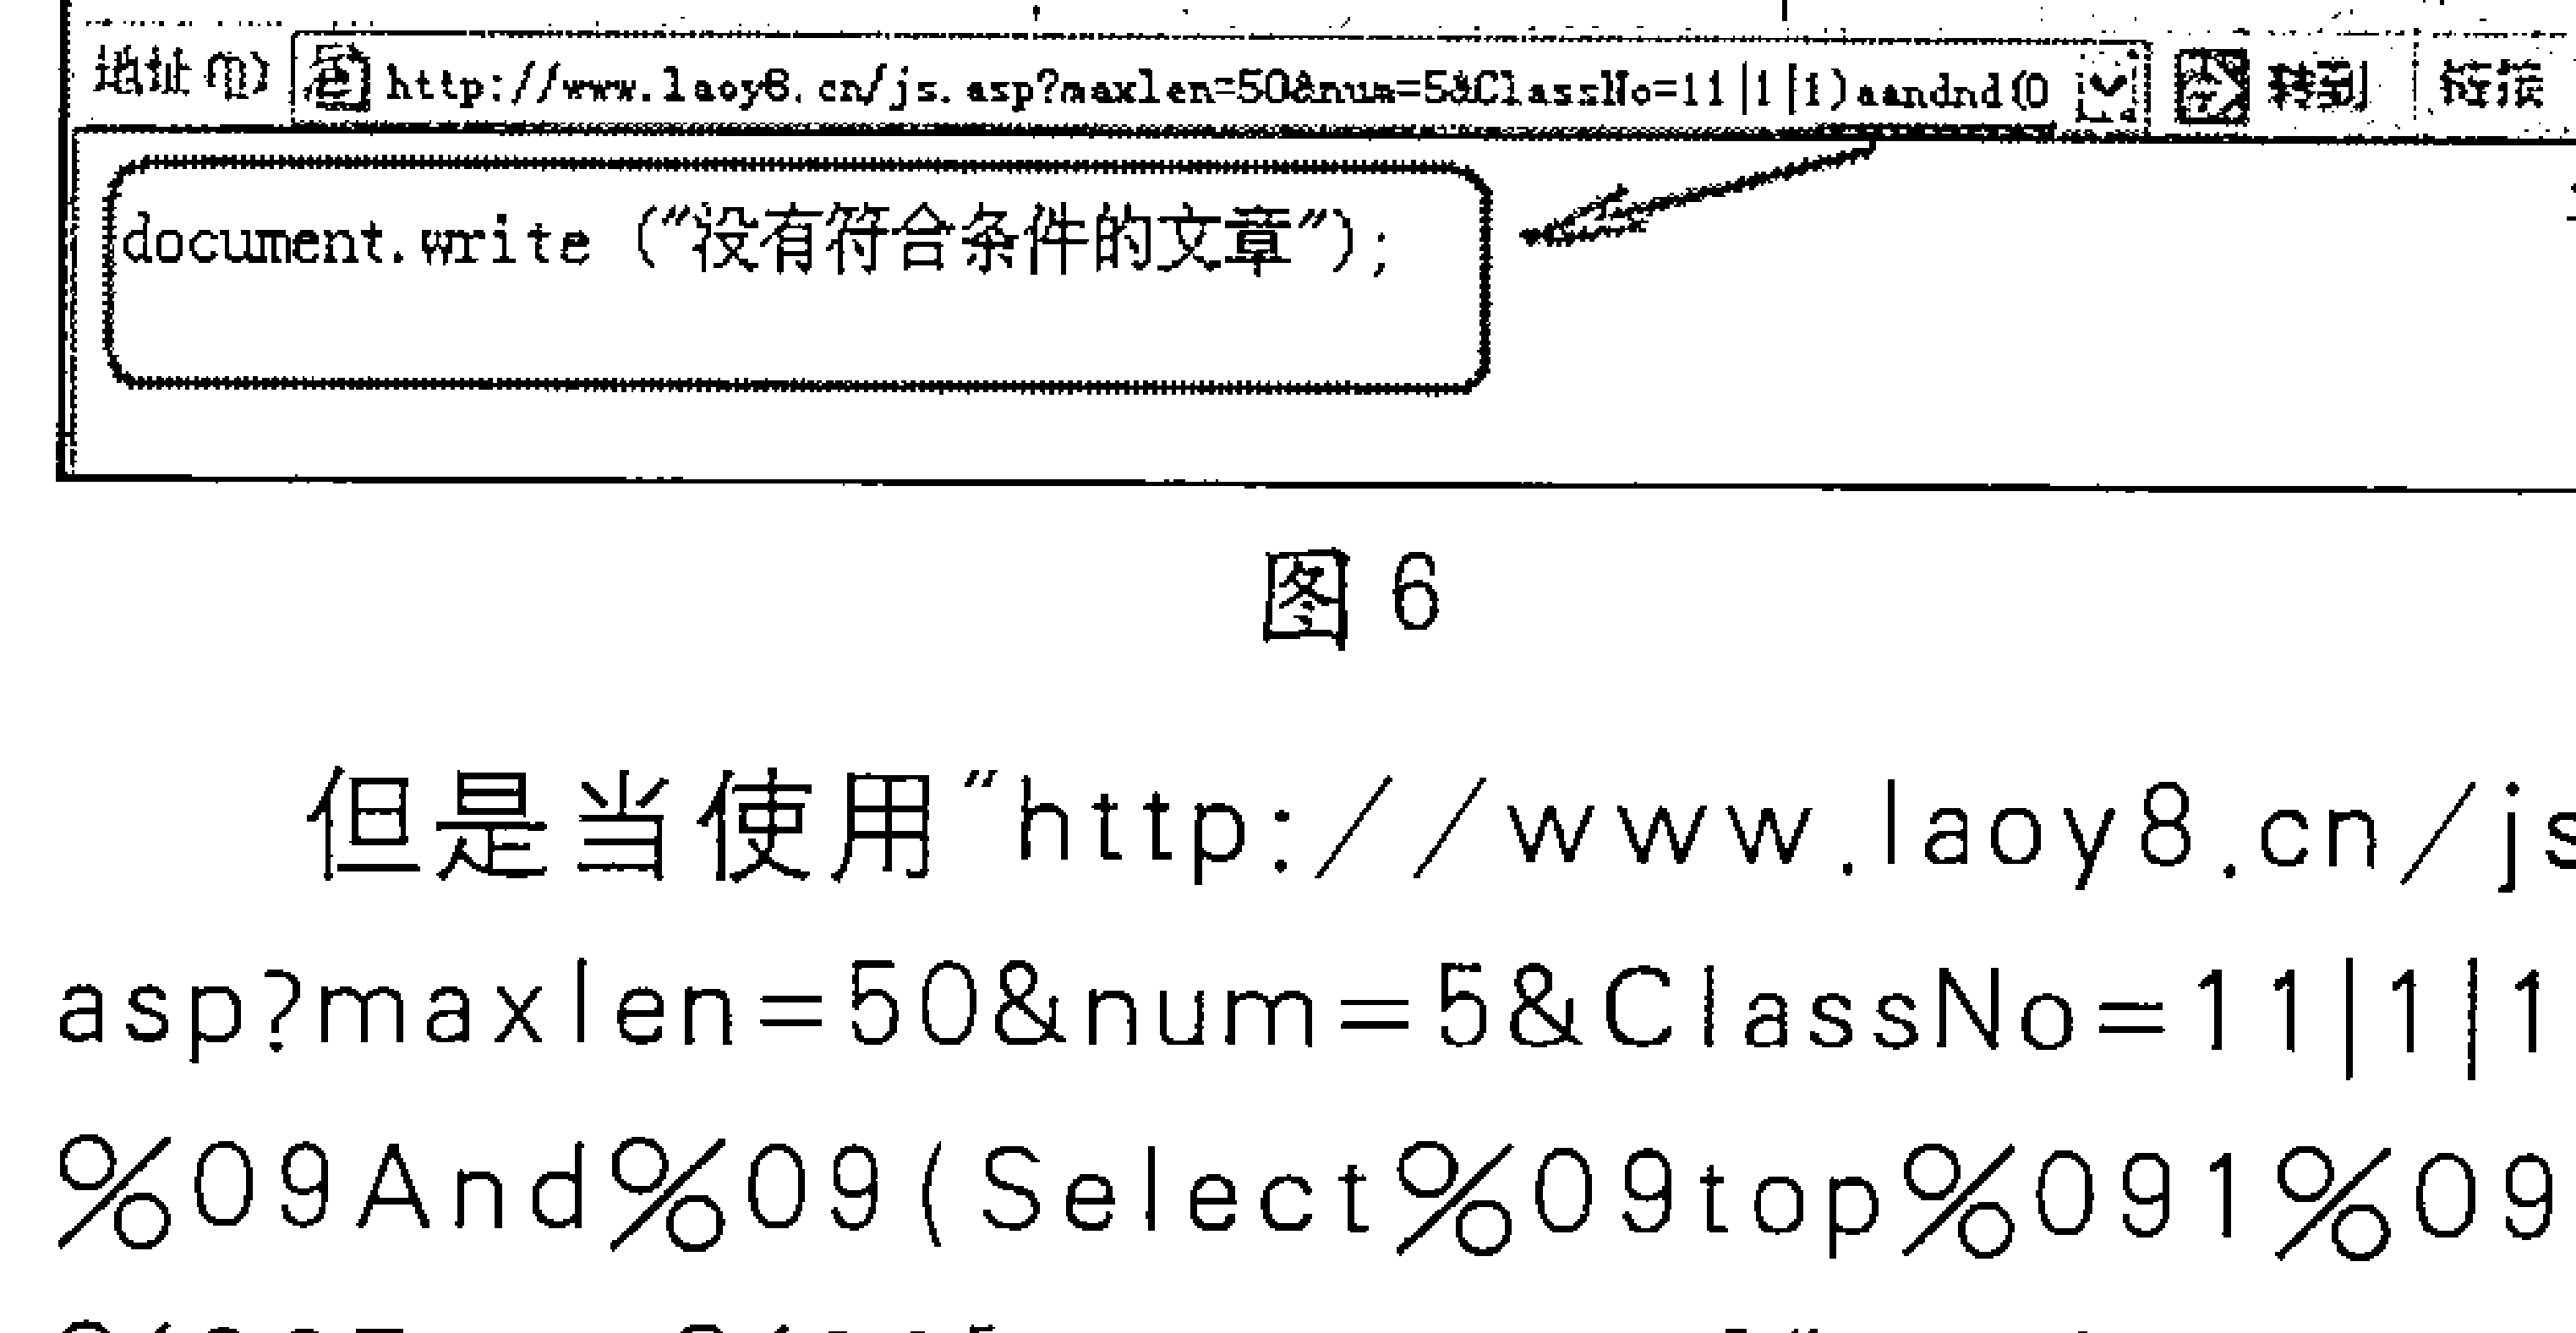 地址(D) http://www.laoy8.cn/js.asp?maxlen=50&num=5&ClassNo=11|1|1)aandnd(0 转到
document.write ("没有符合条件的文章");
图 6
但是当使用"http://www.laoy8.cn/js
asp?maxlen=50&num=5&ClassNo=11|1|1
%09And%09(Select%09top%091%09